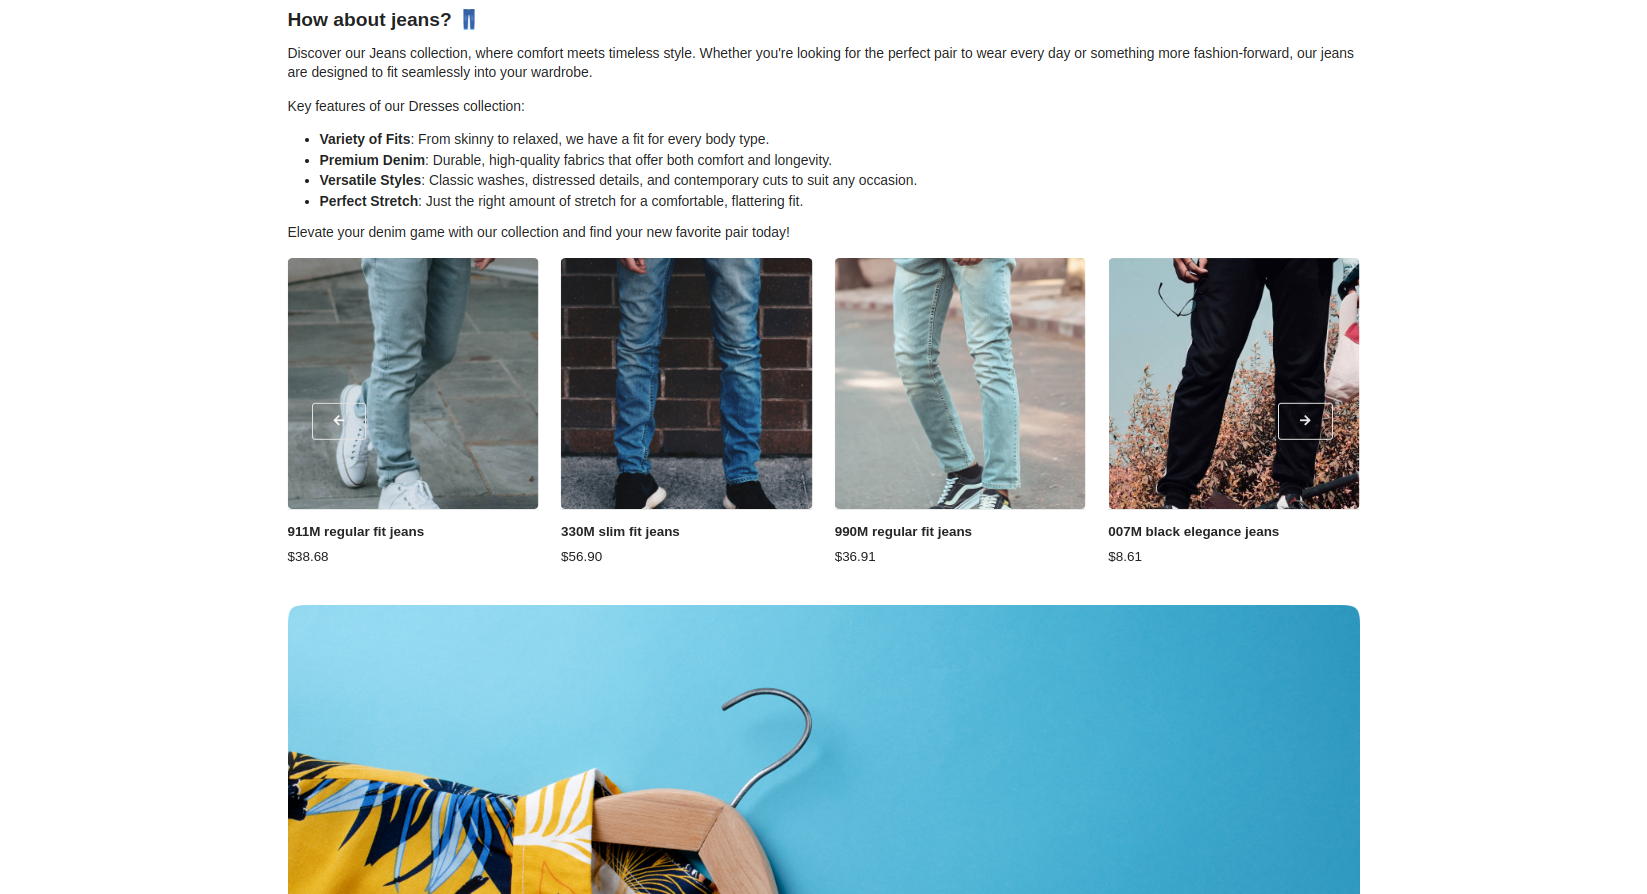 How about jeans? 👖
Discover our Jeans collection, where comfort meets timeless style. Whether you're looking for the perfect pair to wear every day or something more fashion-forward, our jeans
are designed to fit seamlessly into your wardrobe.
Key features of our Dresses collection:
• Variety of Fits: From skinny to relaxed, we have a fit for every body type.
• Premium Denim: Durable, high-quality fabrics that offer both comfort and longevity.
• Versatile Styles: Classic washes, distressed details, and contemporary cuts to suit any occasion.
• Perfect Stretch: Just the right amount of stretch for a comfortable, flattering fit.
Elevate your denim game with our collection and find your new favorite pair today!
911M regular fit jeans
$38.68
330M slim fit jeans
$56.90
990M regular fit jeans
$36.91
007M black elegance jeans
$8.61